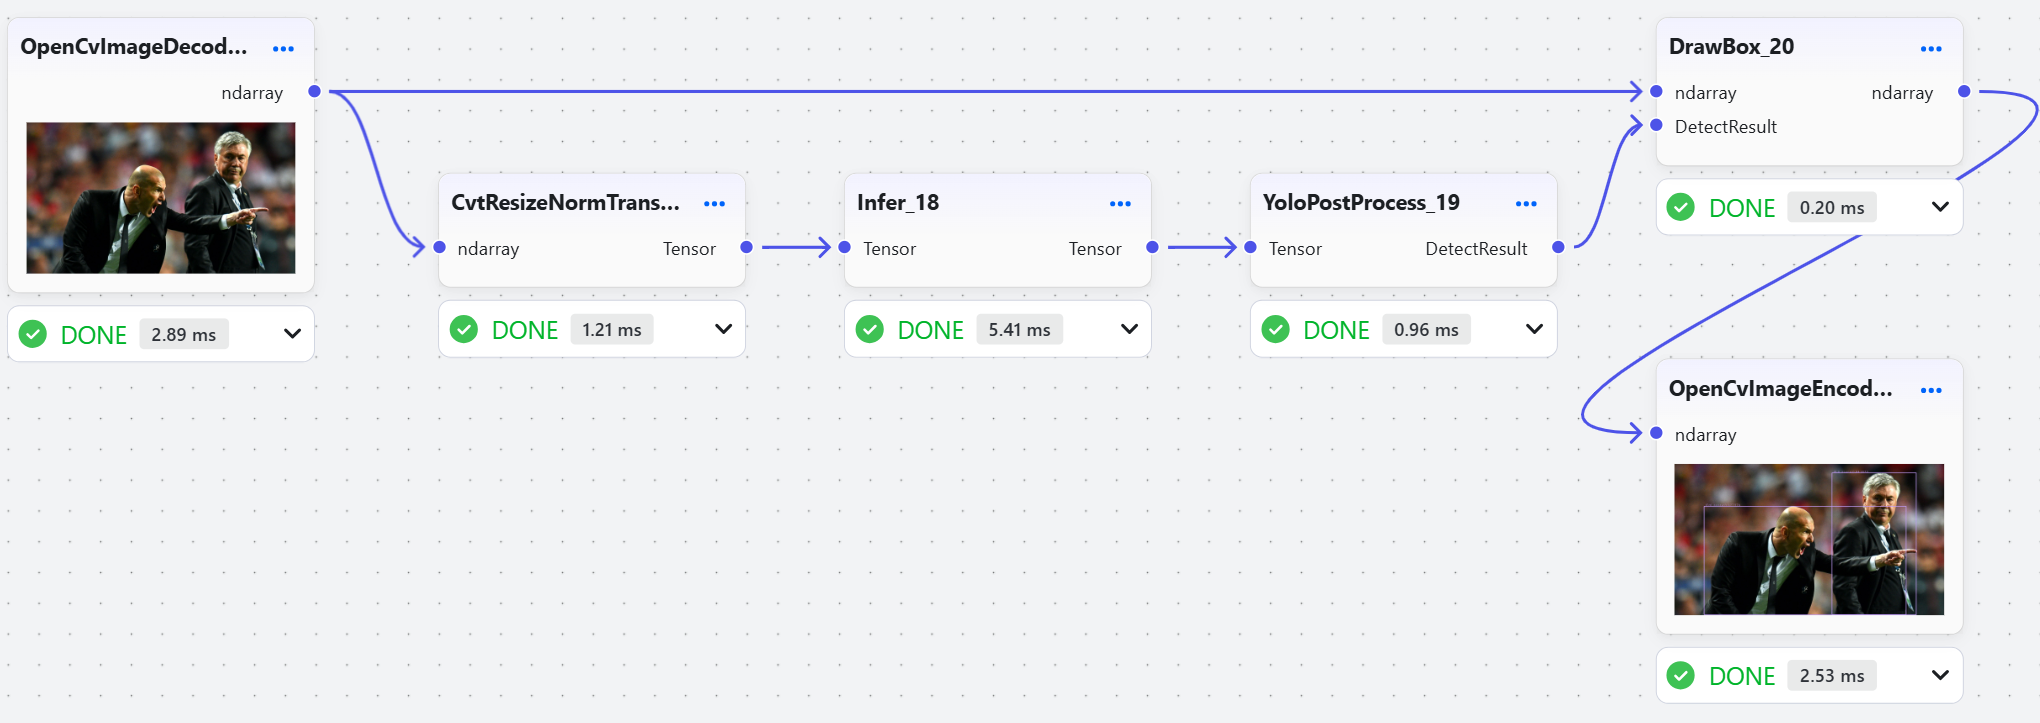 OpenCvImageDecod...
ndarray
DONE 2.89 ms
CvtResizeNormTrans...
ndarray Tensor
DONE 1.21 ms
Infer_18
Tensor Tensor
DONE 5.41 ms
YoloPostProcess_19
Tensor DetectResult
DONE 0.96 ms
DrawBox_20
ndarray ndarray
DetectResult
DONE 0.20 ms
OpenCvImageEncod...
ndarray
DONE 2.53 ms